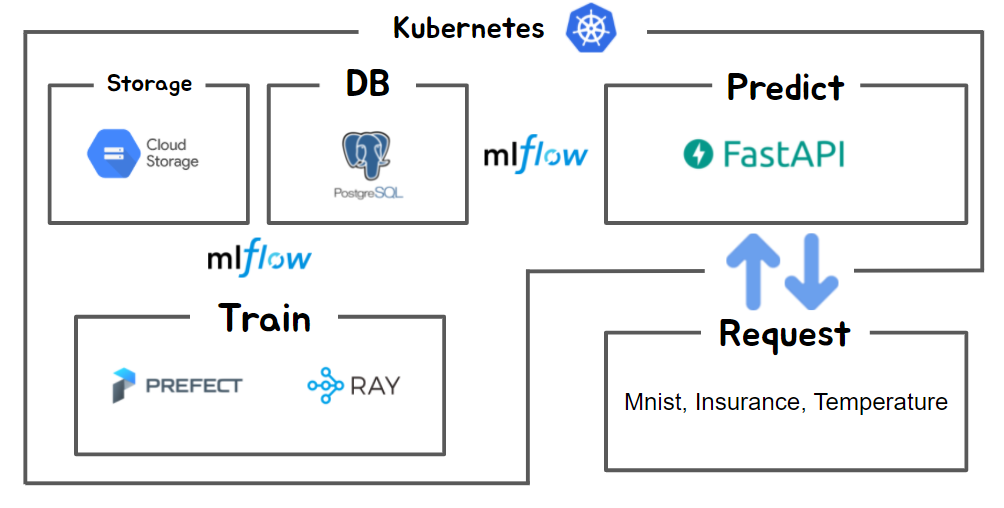 Kubernetes
Storage
DB
Predict
Cloud
Storage
PostgreSQL
mlflow
FastAPI
mlflow
Train
PREFECT
RAY
Request
Mnist, Insurance, Temperature